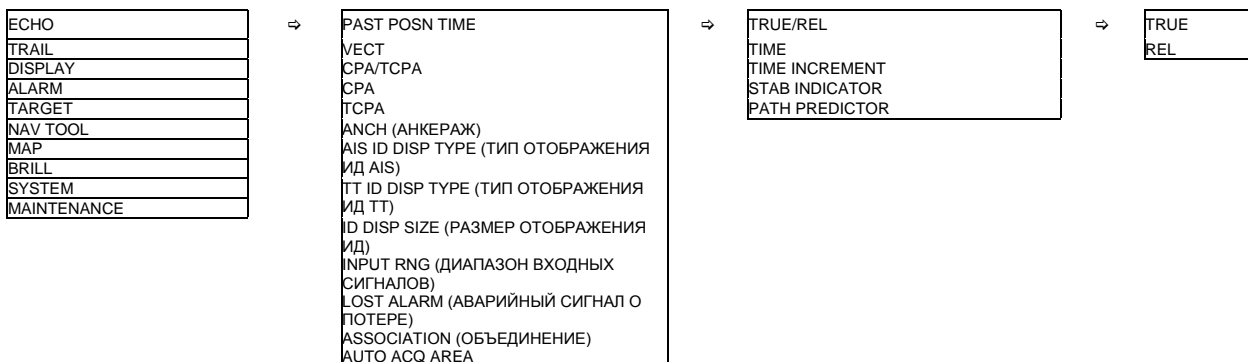 ECHO
TRAIL
DISPLAY
ALARM
TARGET
NAV TOOL
MAP
BRILL
SYSTEM
MAINTENANCE
⇨
PAST POSN TIME
VECT
CPA/TCPA
CPA
TCPA
ANCH (АНКЕРАЖ)
AIS ID DISP TYPE (ТИП ОТОБРАЖЕНИЯ
ИД AIS)
TT ID DISP TYPE (ТИП ОТОБРАЖЕНИЯ
ИД TT)
ID DISP SIZE (РАЗМЕР ОТОБРАЖЕНИЯ
ИД)
INPUT RNG (ДИАПАЗОН ВХОДНЫХ
СИГНАЛОВ)
LOST ALARM (АВАРИЙНЫЙ СИГНАЛ О
ПОТЕРЕ)
ASSOCIATION (ОБЪЕДИНЕНИЕ)
AUTO ACQ AREA
⇨
TRUE/REL
TIME
TIME INCREMENT
STAB INDICATOR
PATH PREDICTOR
⇨
TRUE
REL